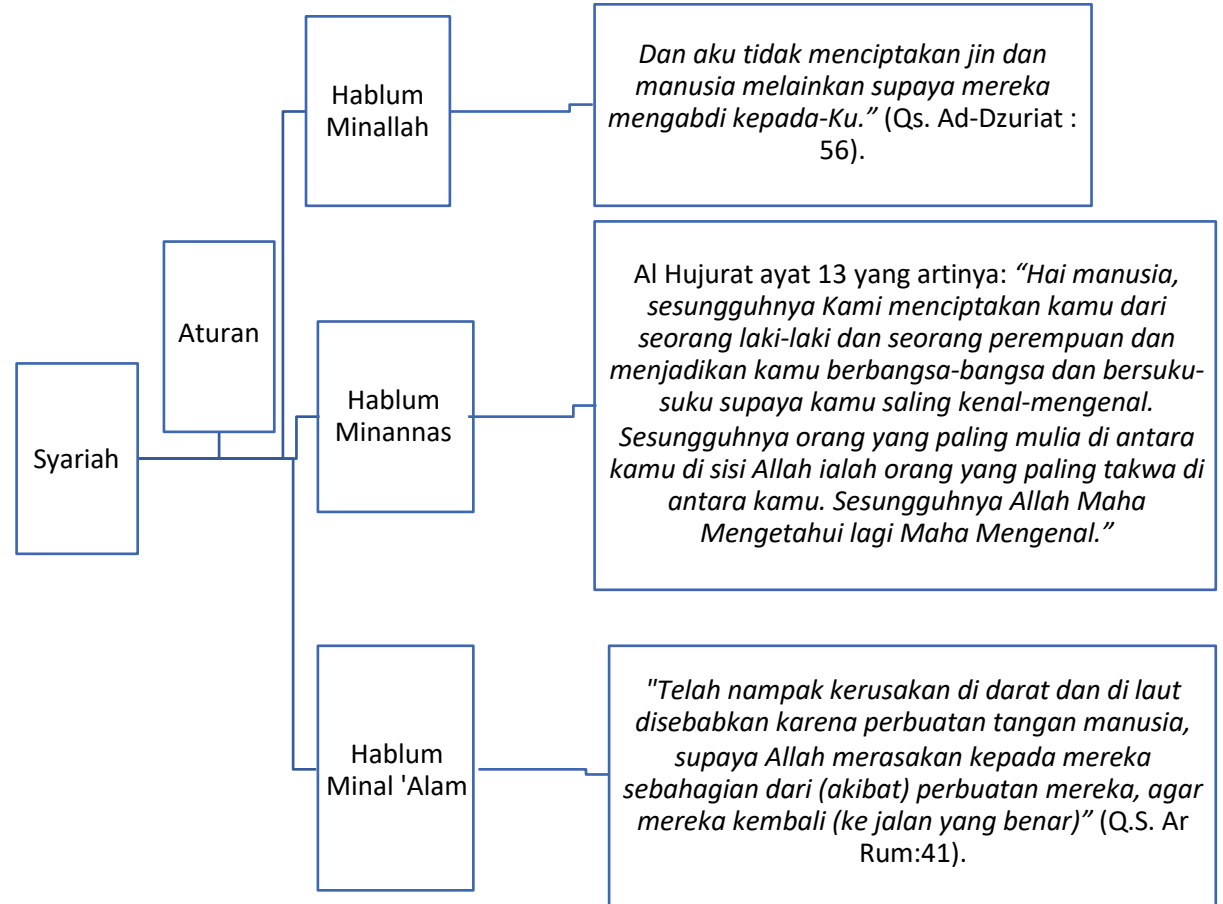 Syariah
Aturan
Hablum
Minallah
Dan aku tidak menciptakan jin dan
manusia melainkan supaya mereka
mengabdi kepada-Ku.” (Qs. Ad-Dzuriat :
56).
Hablum
Minannas
Al Hujurat ayat 13 yang artinya: “Hai manusia,
sesungguhnya Kami menciptakan kamu dari
seorang laki-laki dan seorang perempuan dan
menjadikan kamu berbangsa-bangsa dan bersuku-
suku supaya kamu saling kenal-mengenal.
Sesungguhnya orang yang paling mulia di antara
kamu di sisi Allah ialah orang yang paling takwa di
antara kamu. Sesungguhnya Allah Maha
Mengetahui lagi Maha Mengenal.”
Hablum
Minal 'Alam
"Telah nampak kerusakan di darat dan di laut
disebabkan karena perbuatan tangan manusia,
supaya Allah merasakan kepada mereka
sebahagian dari (akibat) perbuatan mereka, agar
mereka kembali (ke jalan yang benar)” (Q.S. Ar
Rum:41).